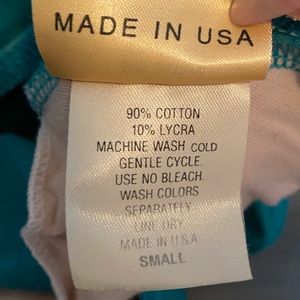 MADE IN USA
90% COTTON
10% LYCRA
MACHINE WASH COLD
GENTLE CYCLE.
USE NO BLEACH.
WASH COLORS
SEPARATELY.
LINE DRY.
MADE IN U.S.A
SMALL